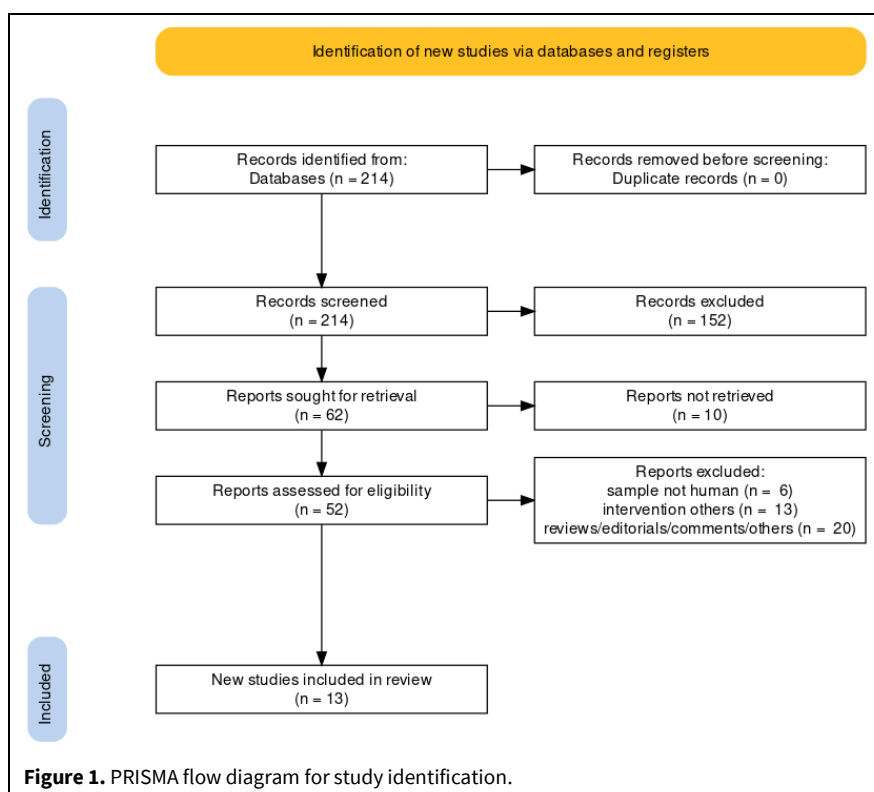 Identification of new studies via databases and registers
Identification
Records identified from:
Databases (n = 214)
Records removed before screening:
Duplicate records (n = 0)
Screening
Records screened
(n = 214)
Records excluded
(n = 152)
Reports sought for retrieval
(n = 62)
Reports not retrieved
(n = 10)
Reports assessed for eligibility
(n = 52)
Reports excluded:
sample not human (n = 6)
intervention others (n = 13)
reviews/editorials/comments/others (n = 20)
Included
New studies included in review
(n = 13)
Figure 1. PRISMA flow diagram for study identification.